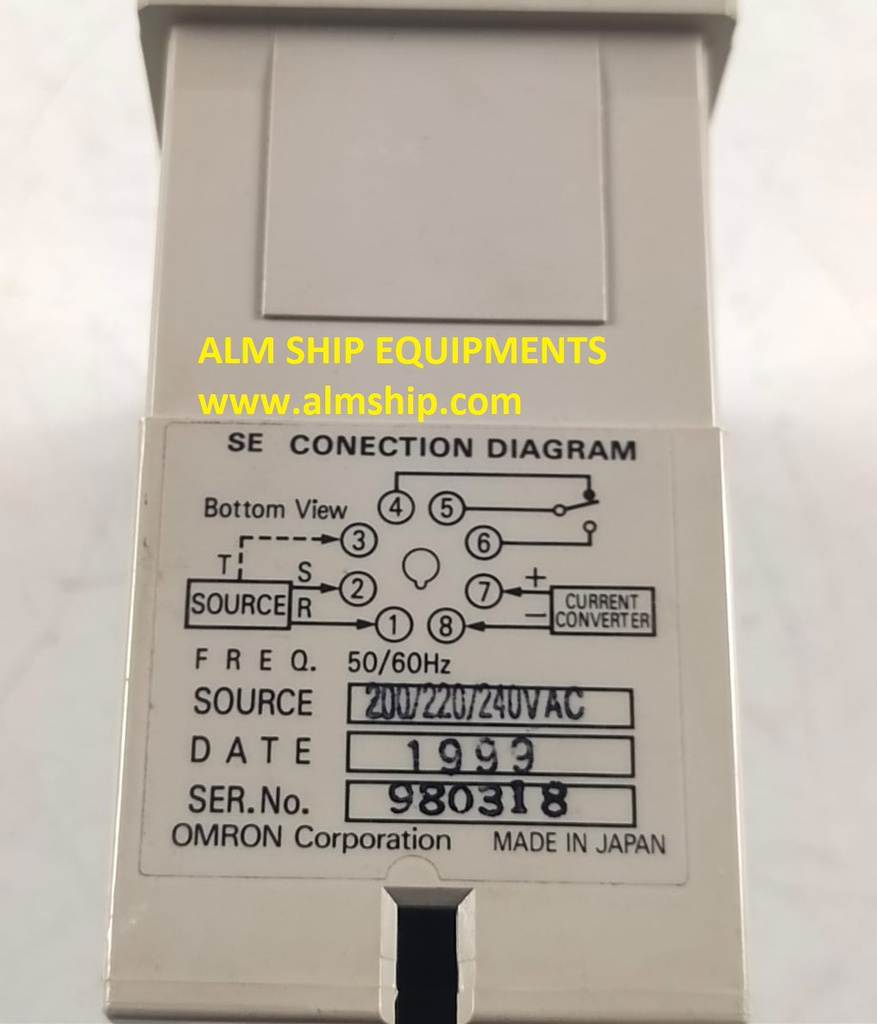 ALM SHIP EQUIPMENTS
www.almship.com
SE CONECTION DIAGRAM
Bottom View
4 5
3 6
T S
2 7 +
SOURCE R
1 8 −
CURRENT
CONVERTER
FREQ. 50/60Hz
SOURCE 200/220/240VAC
DATE 1999
SER.No. 980318
OMRON Corporation MADE IN JAPAN